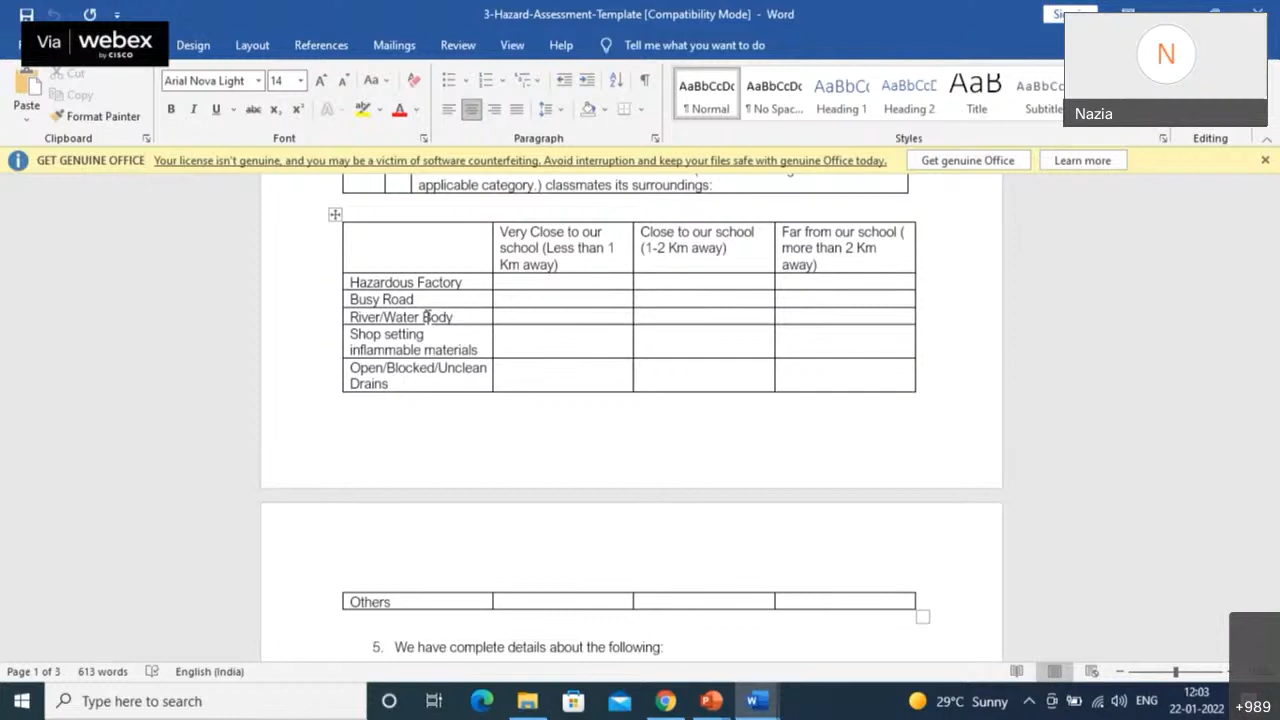 3-Hazard-Assessment-Template [Compatibility Mode] - Word
Via webex by CISCO
Design Layout References Mailings Review View Help Tell me what you want to do
N
Nazia
Paste
Cut
Copy
Format Painter
Clipboard
Arial Nova Light 14
Font
Paragraph
AaBbCcDc AaBbCcDc AaBbCc AaBbCcC AaB AaBbCcC
¶ Normal ¶ No Spac... Heading 1 Heading 2 Title Subtitle
Styles
Editing
GET GENUINE OFFICE Your license isn't genuine, and you may be a victim of software counterfeiting. Avoid interruption and keep your files safe with genuine Office today. Get genuine Office Learn more
applicable category.) classmates its surroundings:
Very Close to our school (Less than 1 Km away)
Close to our school (1-2 Km away)
Far from our school ( more than 2 Km away)
Hazardous Factory
Busy Road
River/Water Body
Shop setting
inflammable materials
Open/Blocked/Unclean
Drains
Others
5. We have complete details about the following:
Page 1 of 3 613 words English (India)
Type here to search
29°C Sunny
ENG
12:03
22-01-2022
+989